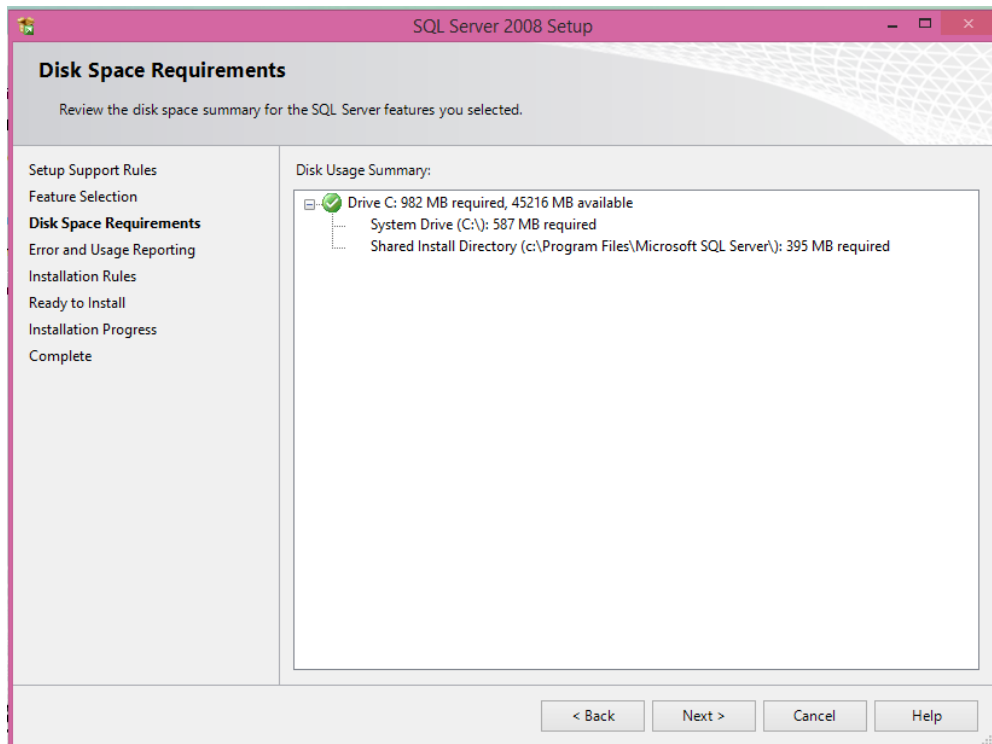 SQL Server 2008 Setup
Disk Space Requirements
Review the disk space summary for the SQL Server features you selected.
Setup Support Rules
Feature Selection
Disk Space Requirements
Error and Usage Reporting
Installation Rules
Ready to Install
Installation Progress
Complete
Disk Usage Summary:
Drive C: 982 MB required, 45216 MB available
System Drive (C:\): 587 MB required
Shared Install Directory (c:\Program Files\Microsoft SQL Server\): 395 MB required
< Back
Next >
Cancel
Help